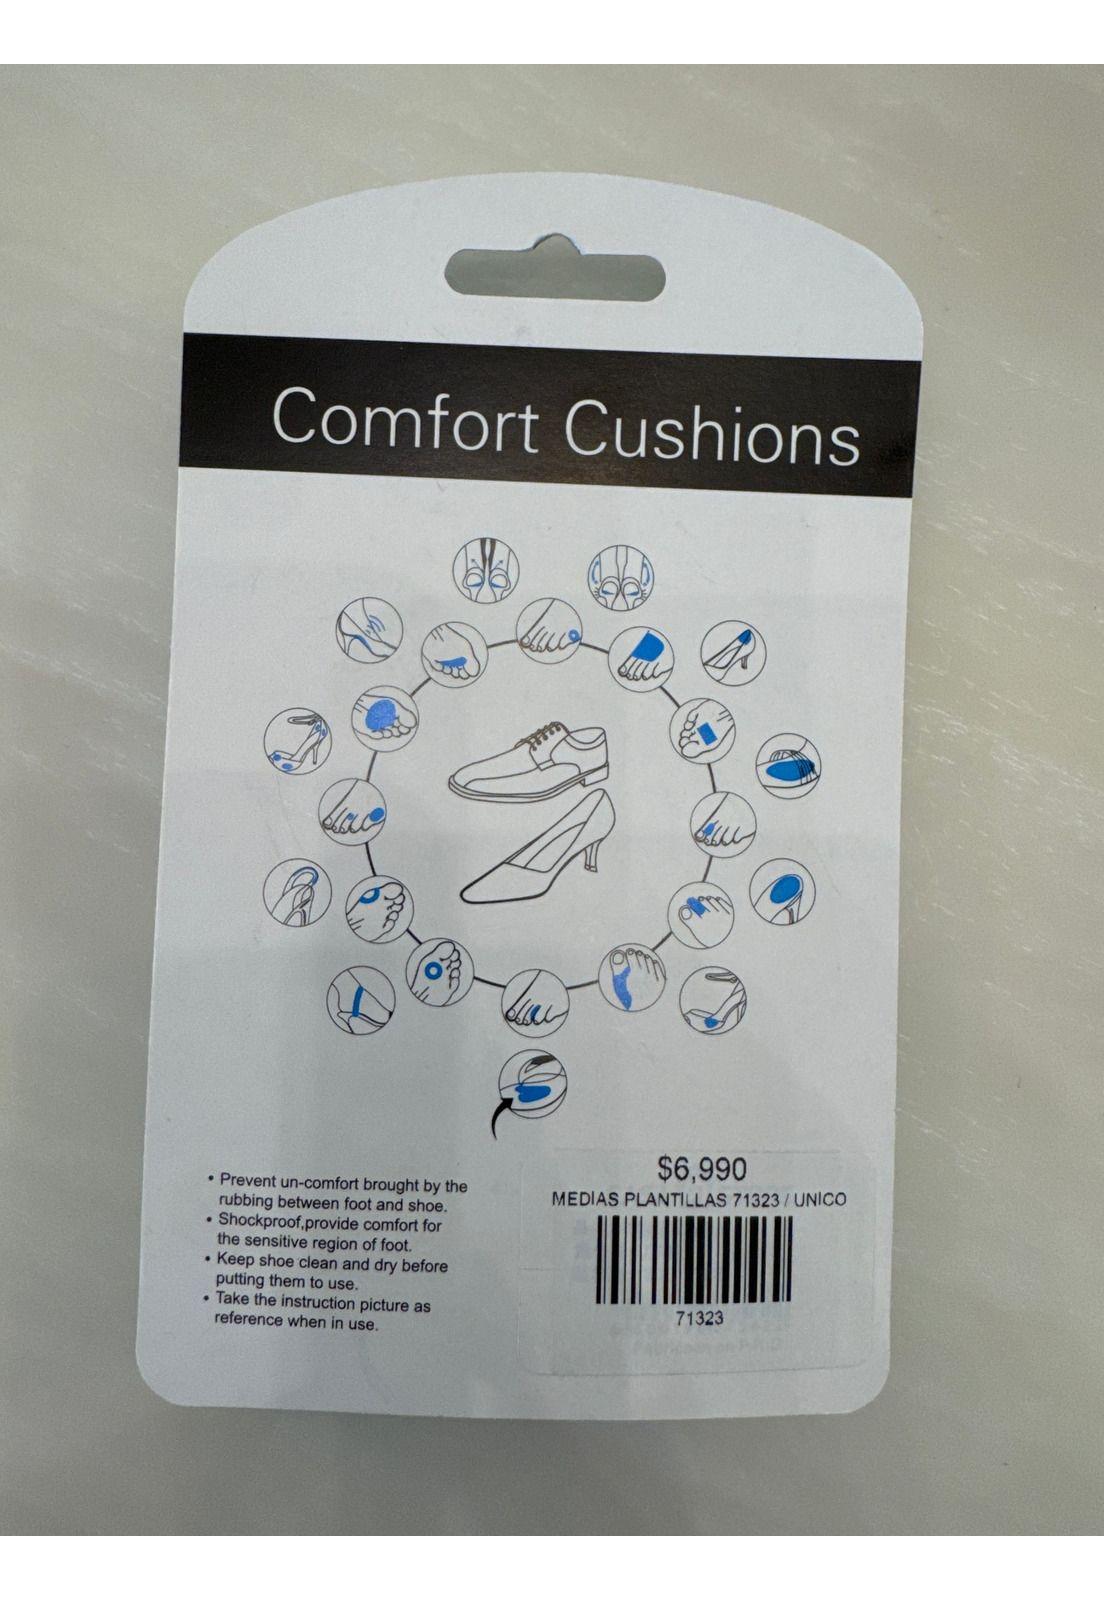 Comfort Cushions
• Prevent un-comfort brought by the
rubbing between foot and shoe.
• Shockproof,provide comfort for
the sensitive region of foot.
• Keep shoe clean and dry before
putting them to use.
• Take the instruction picture as
reference when in use.
$6,990
MEDIAS PLANTILLAS 71323 / UNICO
71323